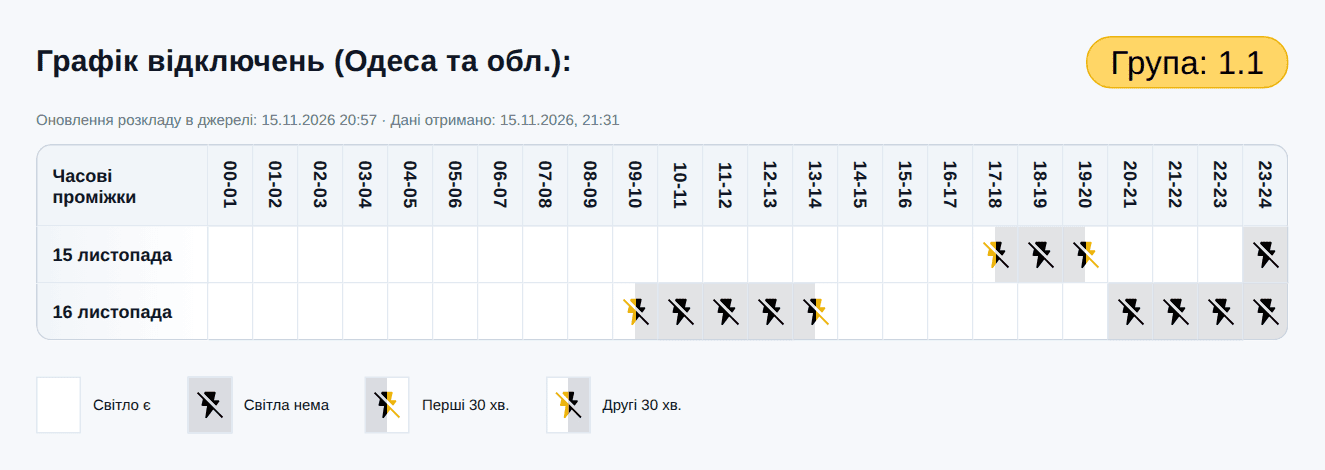 Графік відключень (Одеса та обл.):
Група: 1.1
Оновлення розкладу в джерелі: 15.11.2026 20:57 · Дані отримано: 15.11.2026, 21:31
Часові
проміжки
00-01
01-02
02-03
03-04
04-05
05-06
06-07
07-08
08-09
09-10
10-11
11-12
12-13
13-14
14-15
15-16
16-17
17-18
18-19
19-20
20-21
21-22
22-23
23-24
15 листопада
16 листопада
Світло є
Світла нема
Перші 30 хв.
Другі 30 хв.